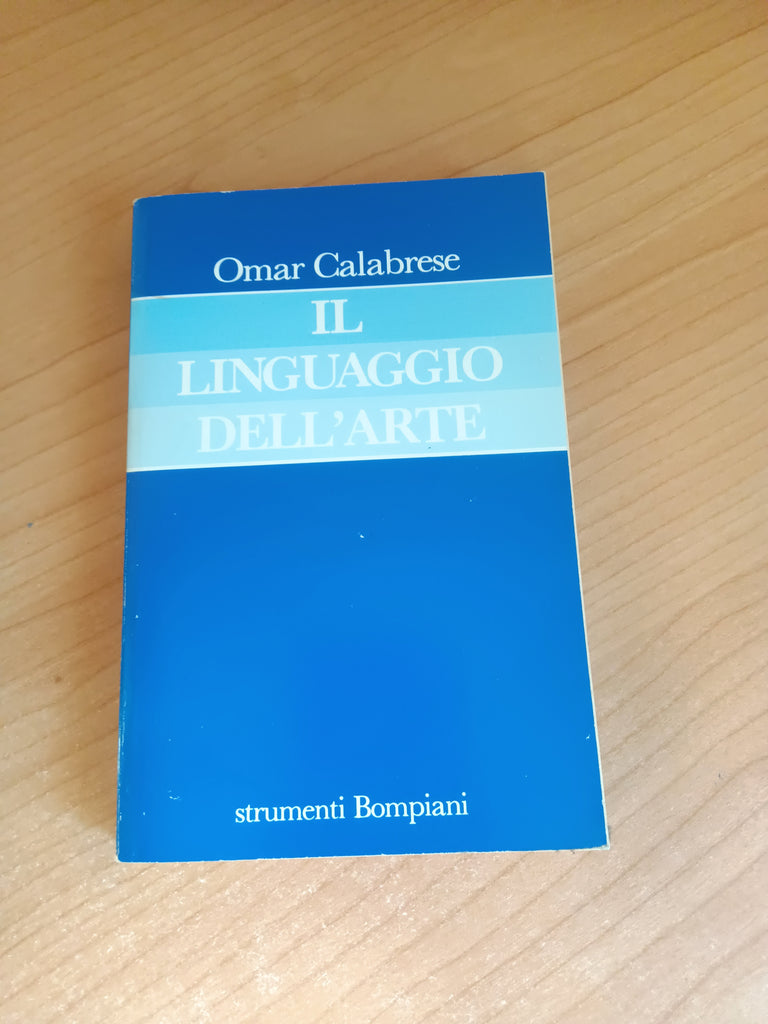 Omar Calabrese
IL
LINGUAGGIO
DELL'ARTE
strumenti Bompiani